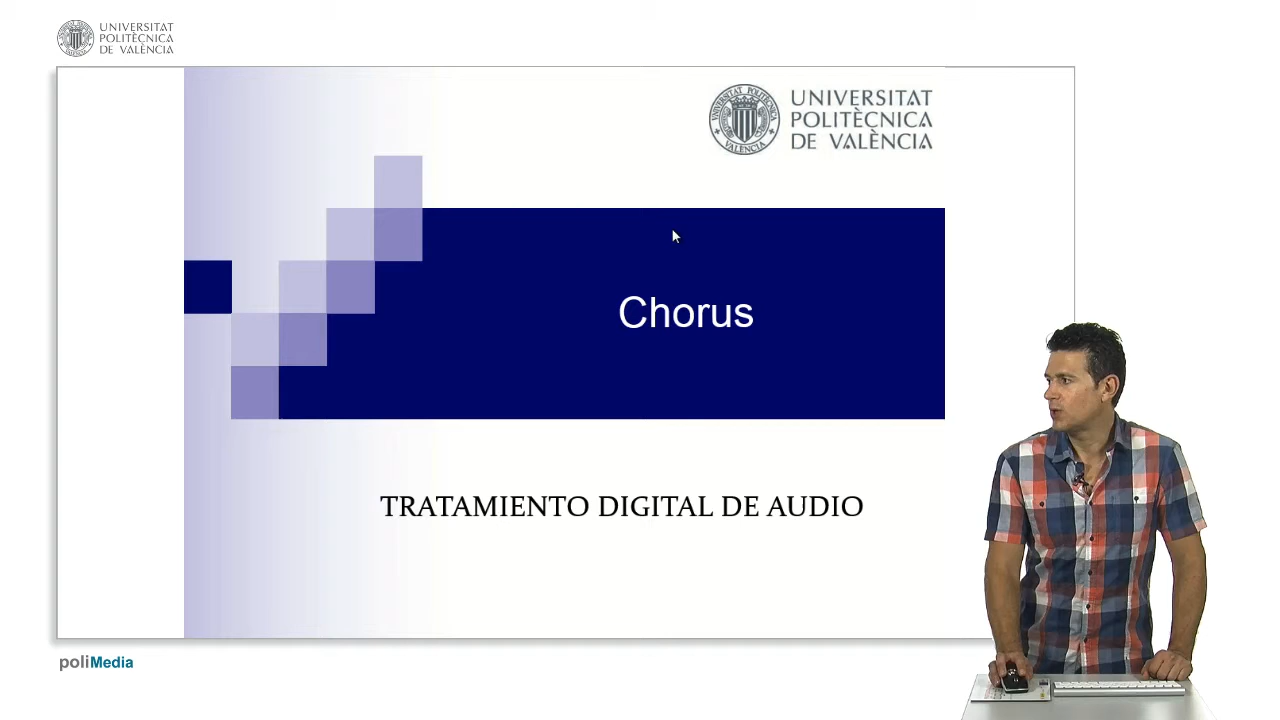 UNIVERSITAT
POLITÈCNICA
DE VALÈNCIA
UNIVERSITAT
POLITÈCNICA
DE VALÈNCIA
Chorus
TRATAMIENTO DIGITAL DE AUDIO
poliMedia